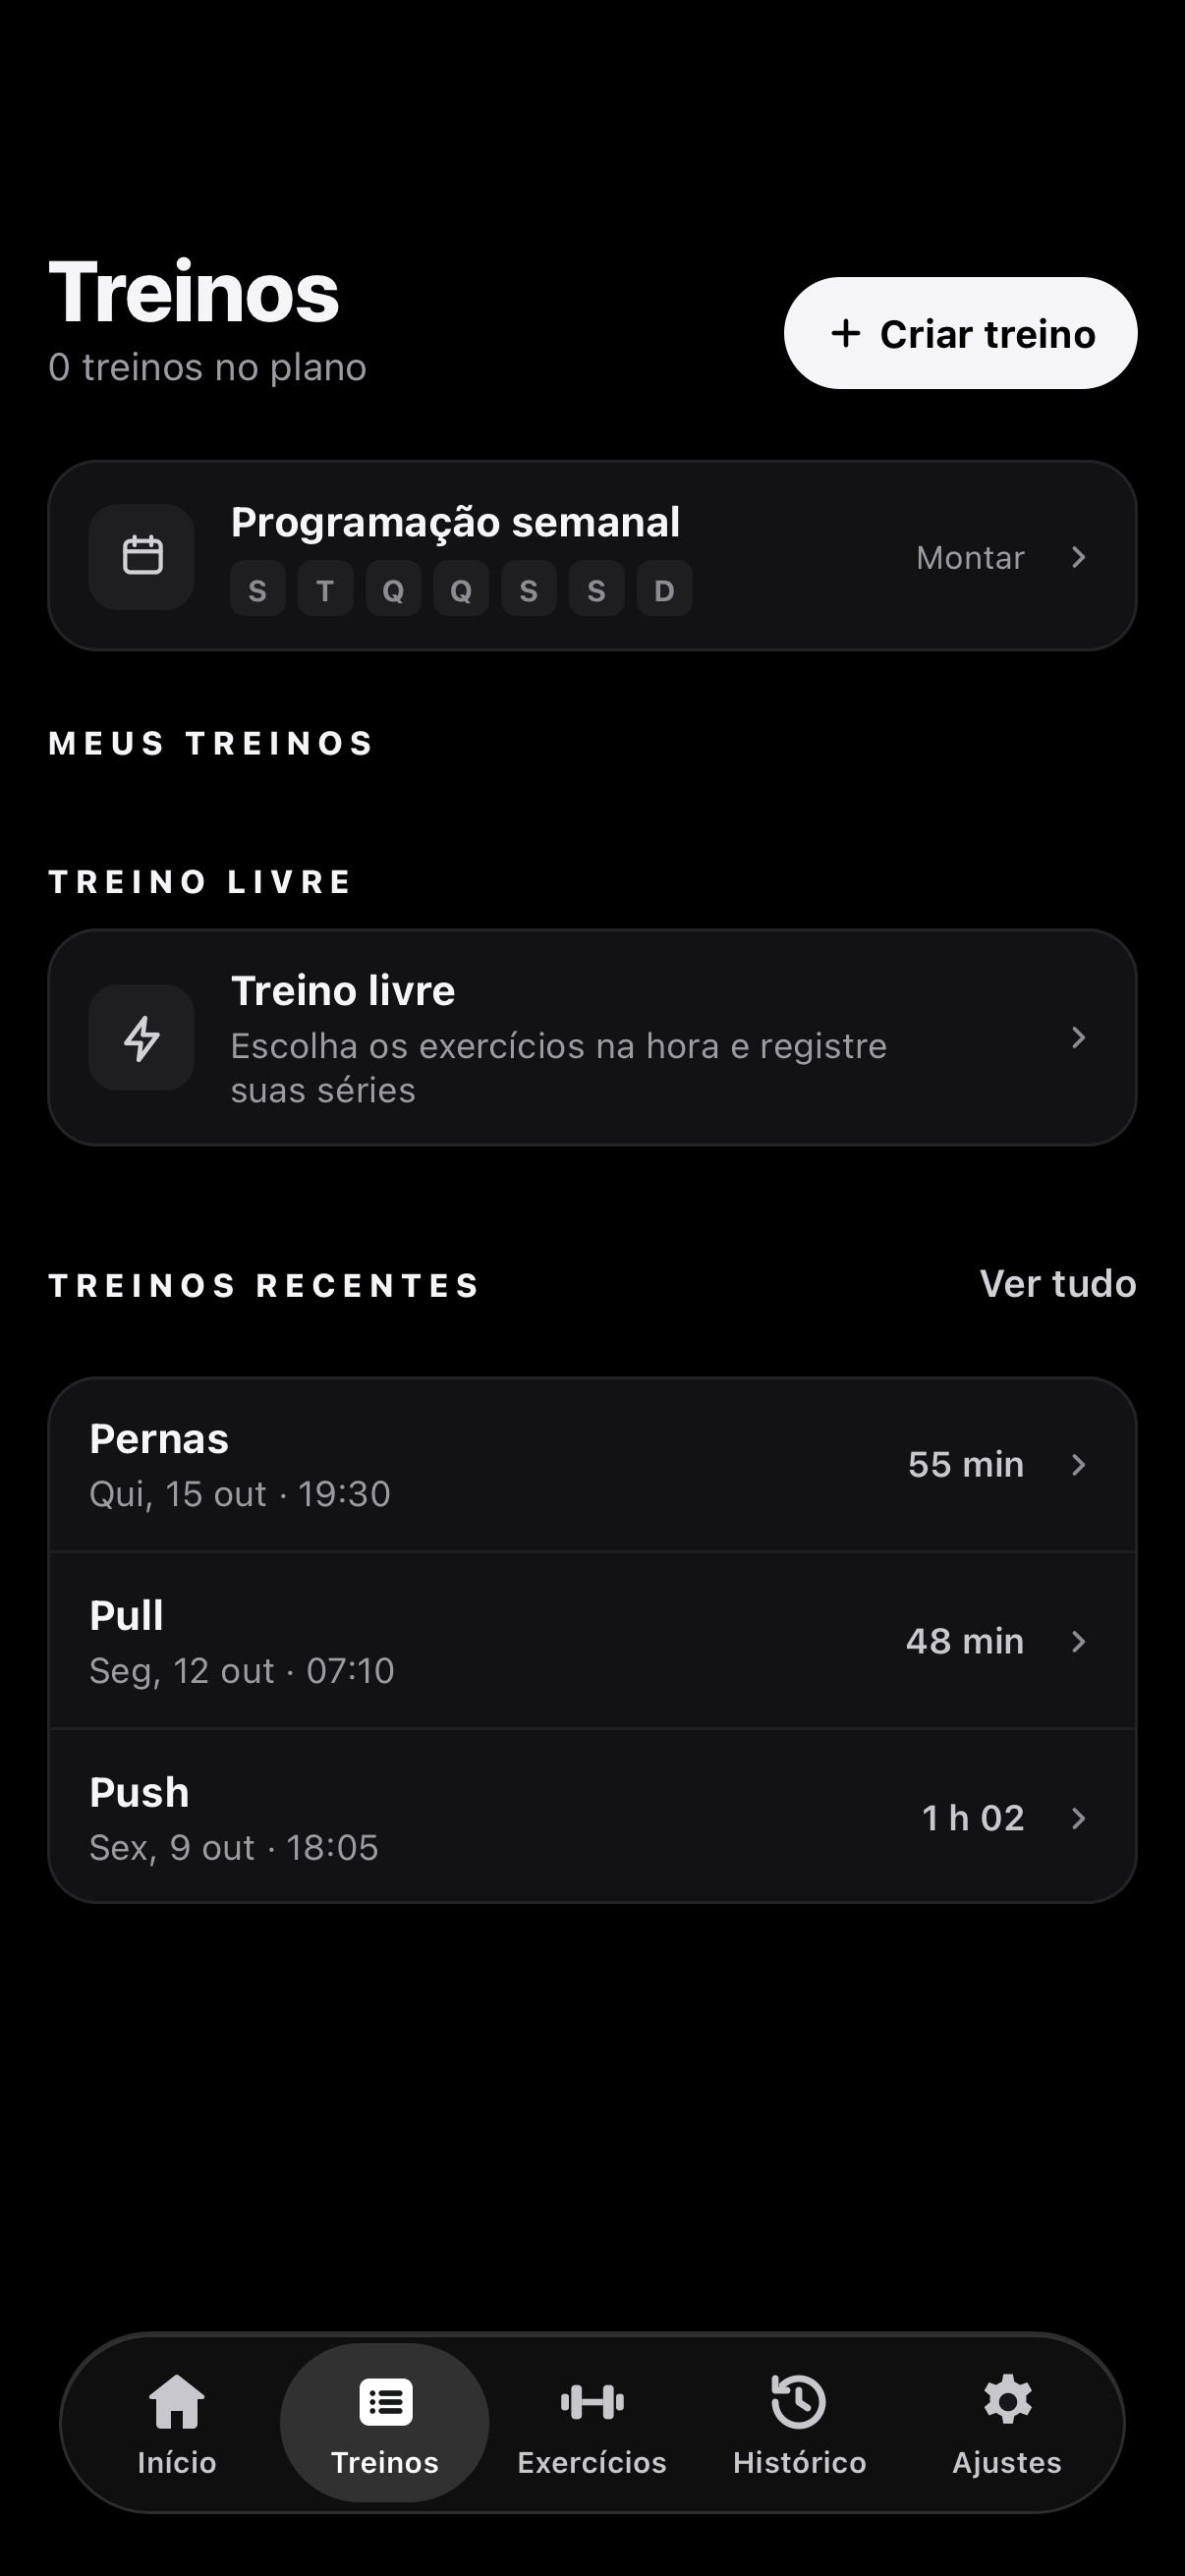 Treinos
0 treinos no plano
+ Criar treino
Programação semanal
S T Q Q S S D
Montar
MEUS TREINOS
TREINO LIVRE
Treino livre
Escolha os exercícios na hora e registre
suas séries
TREINOS RECENTES
Ver tudo
Pernas
Qui, 15 out · 19:30
55 min
Pull
Seg, 12 out · 07:10
48 min
Push
Sex, 9 out · 18:05
1 h 02
Início
Treinos
Exercícios
Histórico
Ajustes